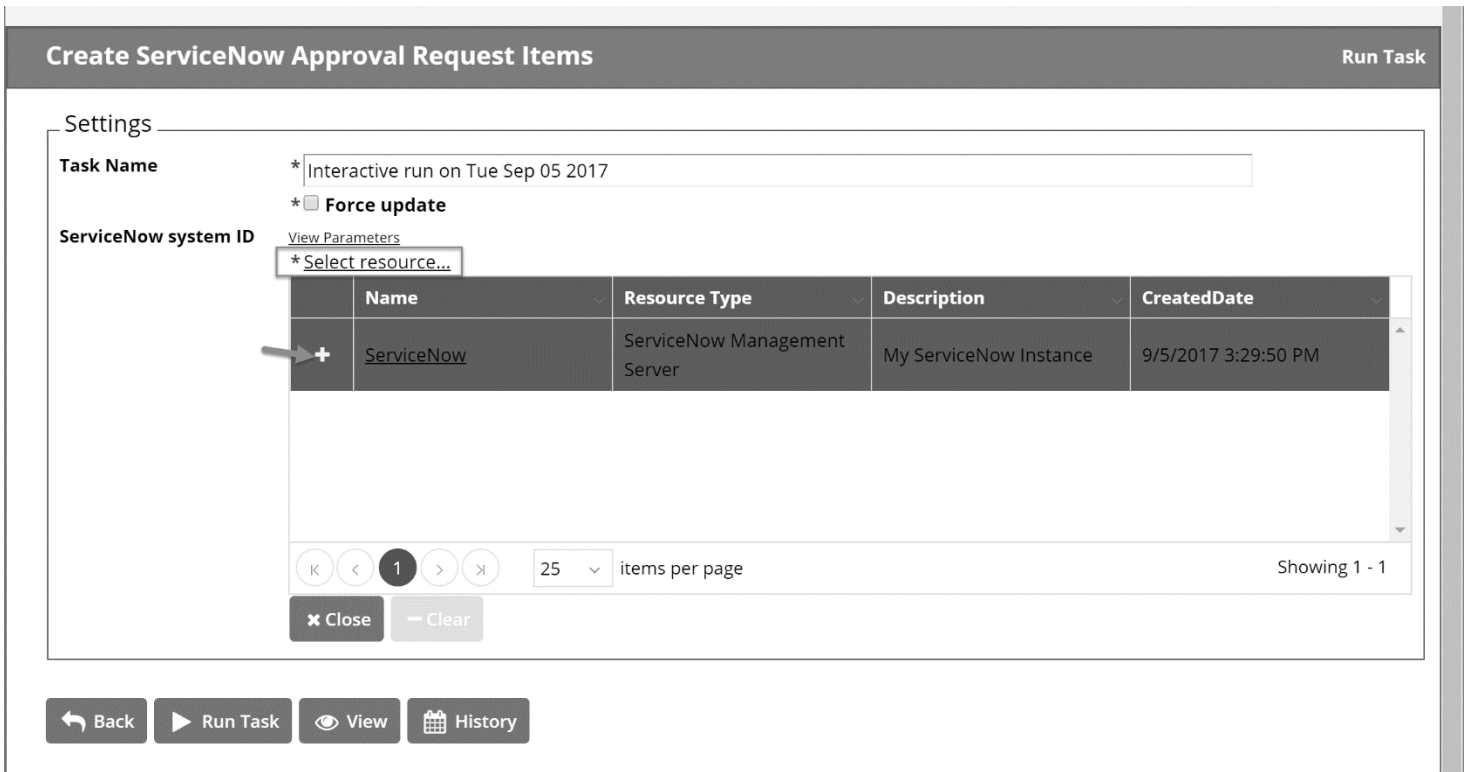 Create ServiceNow Approval Request Items Run Task
Settings
Task Name * Interactive run on Tue Sep 05 2017
* Force update
ServiceNow system ID View Parameters
* Select resource...
Name Resource Type Description CreatedDate
ServiceNow ServiceNow Management Server My ServiceNow Instance 9/5/2017 3:29:50 PM
1 25 items per page Showing 1 - 1
Close Clear
Back Run Task View History